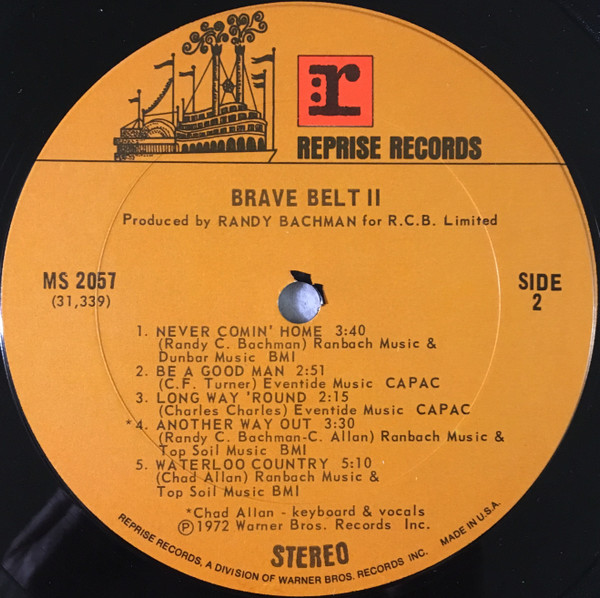 r
REPRISE RECORDS
BRAVE BELT II
Produced by RANDY BACHMAN for R.C.B. Limited
MS 2057
(31,339)
SIDE
2
1. NEVER COMIN' HOME 3:40
(Randy C. Bachman) Ranbach Music &
Dunbar Music BMI
2. BE A GOOD MAN 2:51
(C.F. Turner) Eventide Music CAPAC
3. LONG WAY 'ROUND 2:15
(Charles Charles) Eventide Music CAPAC
*4. ANOTHER WAY OUT 3:30
(Randy C. Bachman-C. Allan) Ranbach Music &
Top Soil Music BMI
5. WATERLOO COUNTRY 5:10
(Chad Allan) Ranbach Music &
Top Soil Music BMI
*Chad Allan - keyboard & vocals
Ⓟ1972 Warner Bros. Records Inc.
STEREO
REPRISE RECORDS, A DIVISION OF WARNER BROS. RECORDS INC. MADE IN U.S.A.